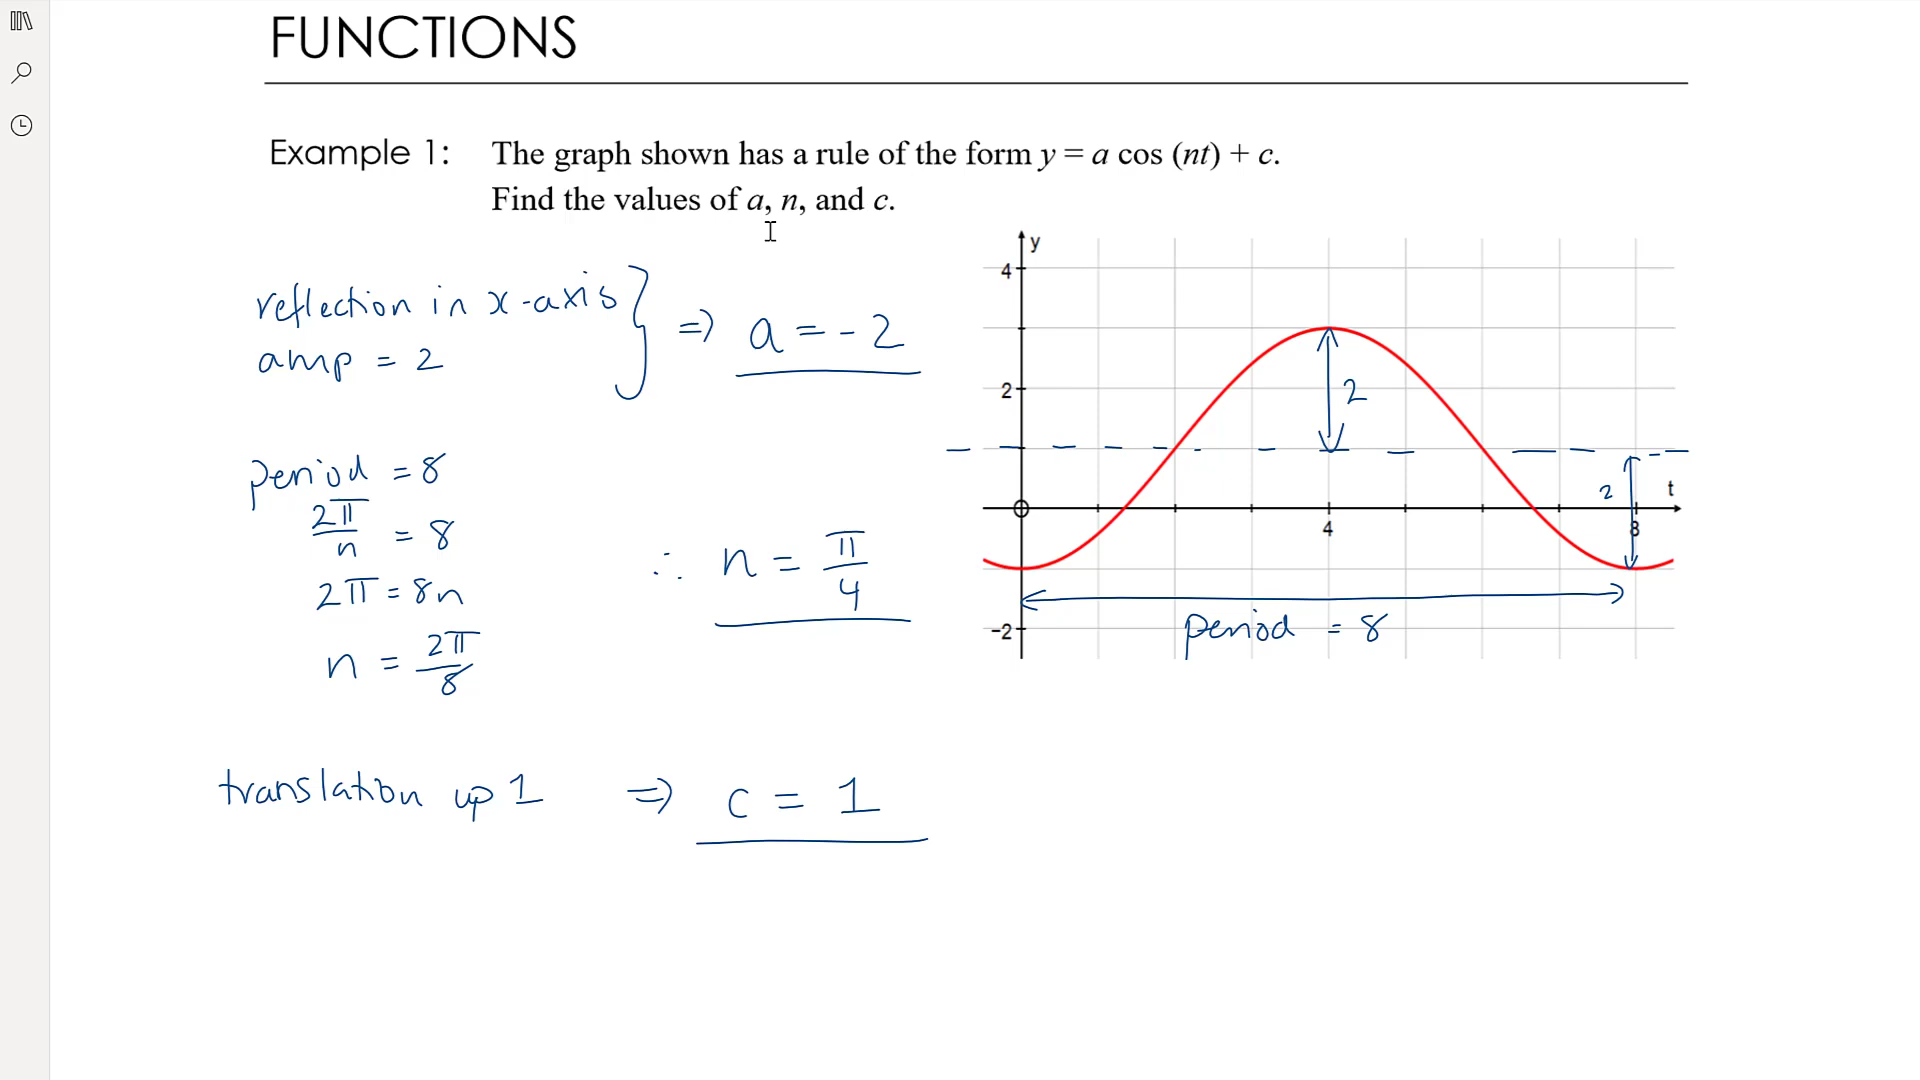 FUNCTIONS
Example 1: The graph shown has a rule of the form y = a cos (nt) + c.
Find the values of a, n, and c.
reflection in x-axis
amp = 2
} ⇒ a = -2
period = 8
2π/n = 8
2π = 8n
n = 2π/8
∴ n = π/4
translation up 1 ⇒ c = 1
y
4
2
2
2
t
4
8
-2
period = 8